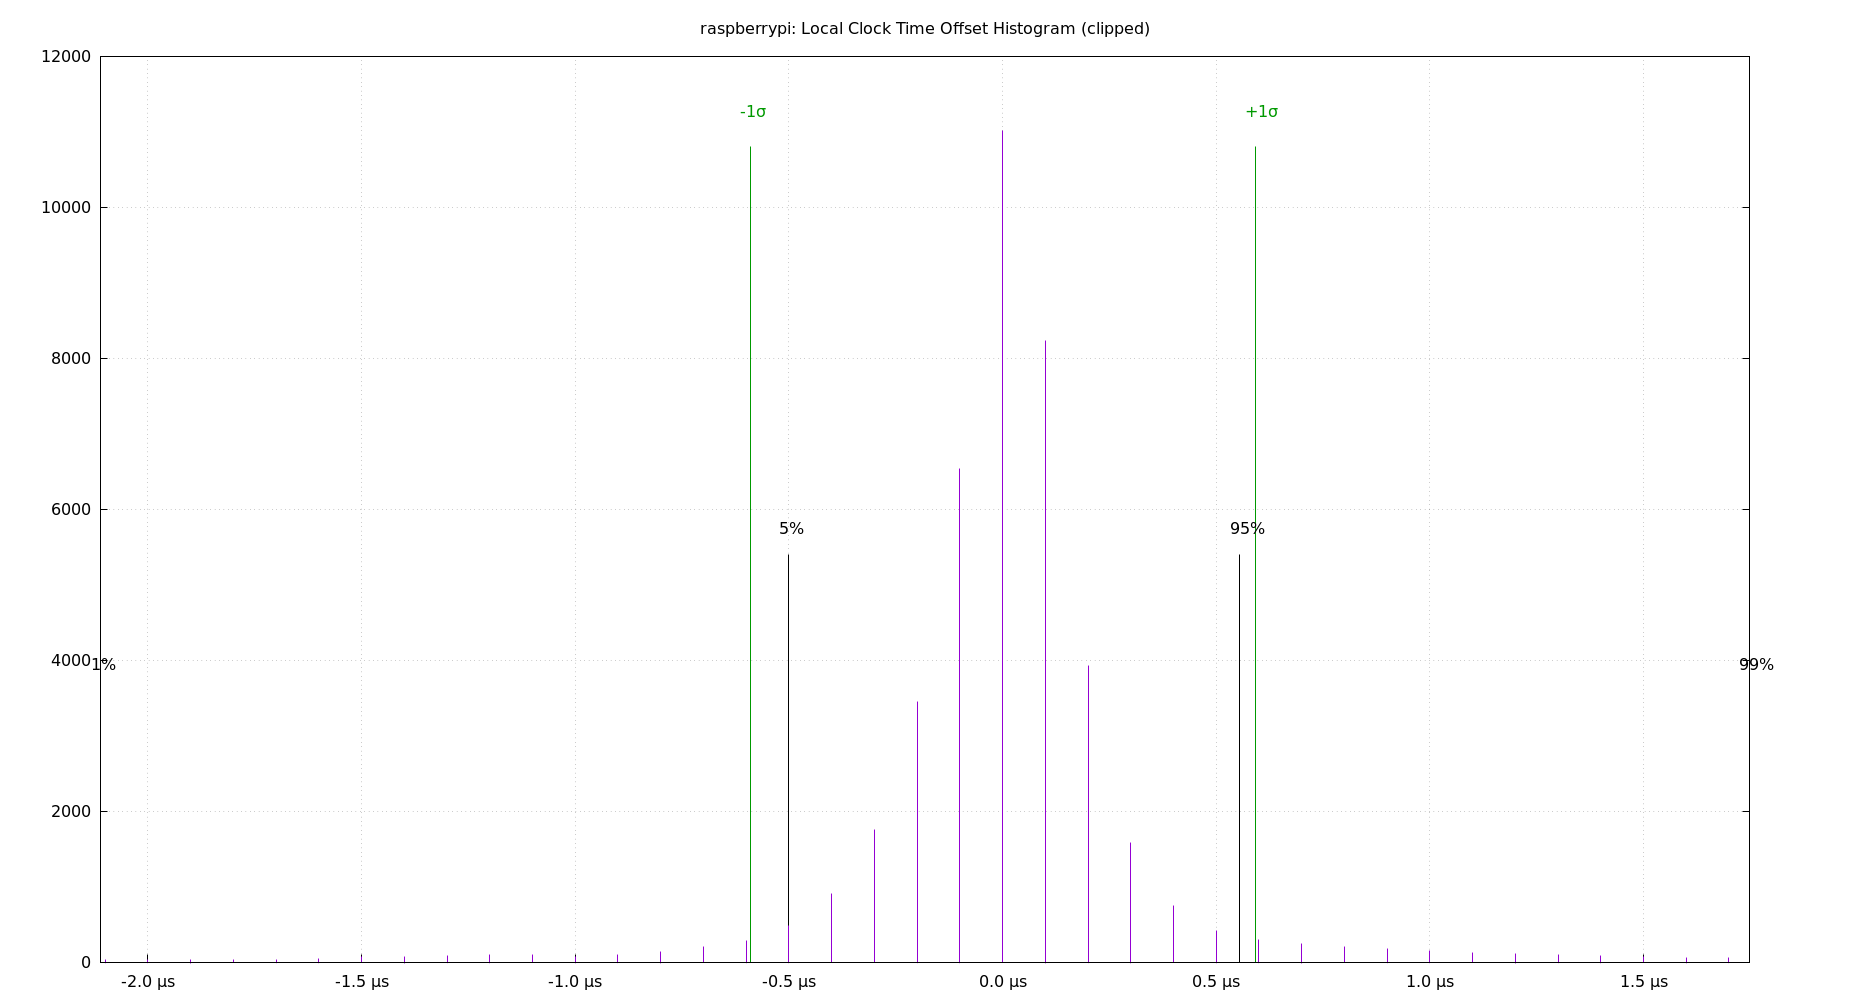 raspberrypi: Local Clock Time Offset Histogram (clipped)
12000
-1σ
+1σ
10000
8000
6000
5%
95%
4000
1%
99%
2000
0
-2.0 µs
-1.5 µs
-1.0 µs
-0.5 µs
0.0 µs
0.5 µs
1.0 µs
1.5 µs